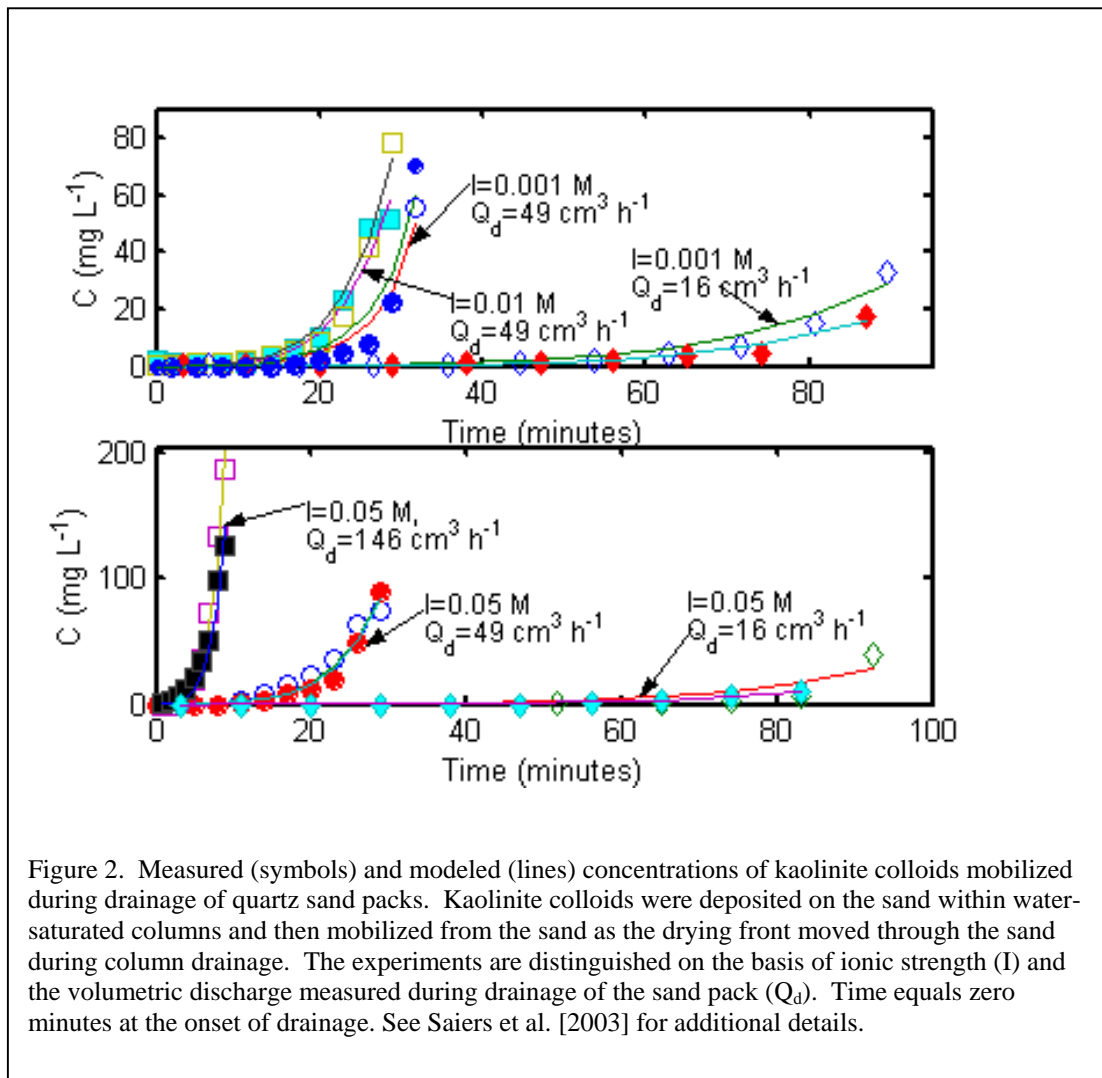 80
60
40
20
0
C (mg L-1)
I=0.001 M,
Qd=49 cm3 h-1
I=0.01 M
Qd=49 cm3 h-1
I=0.001 M,
Qd=16 cm3 h-1
0 20 40 60 80
Time (minutes)
200
100
0
C (mg L-1)
I=0.05 M,
Qd=146 cm3 h-1
I=0.05 M
Qd=49 cm3 h-1
I=0.05 M
Qd=16 cm3 h-1
0 20 40 60 80 100
Time (minutes)
Figure 2. Measured (symbols) and modeled (lines) concentrations of kaolinite colloids mobilized
during drainage of quartz sand packs. Kaolinite colloids were deposited on the sand within water-
saturated columns and then mobilized from the sand as the drying front moved through the sand
during column drainage. The experiments are distinguished on the basis of ionic strength (I) and
the volumetric discharge measured during drainage of the sand pack (Qd). Time equals zero
minutes at the onset of drainage. See Saiers et al. [2003] for additional details.